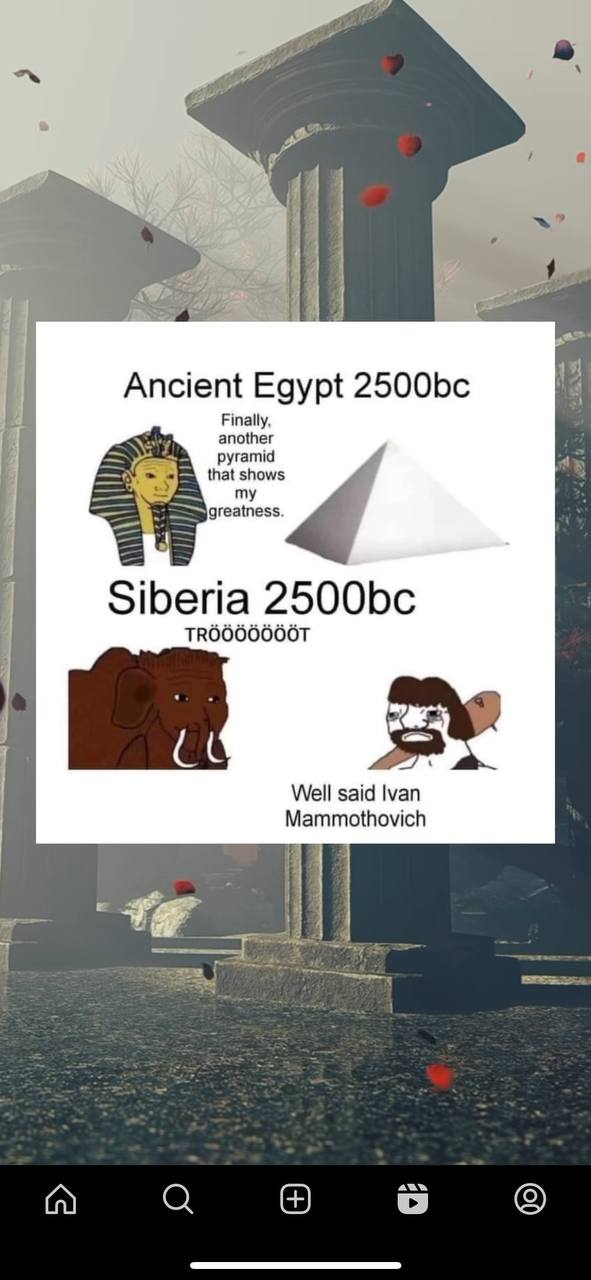 Ancient Egypt 2500bc
Finally,
another
pyramid
that shows
my
greatness.
Siberia 2500bc
TRÖÖÖÖÖÖÖT
Well said Ivan
Mammothovich